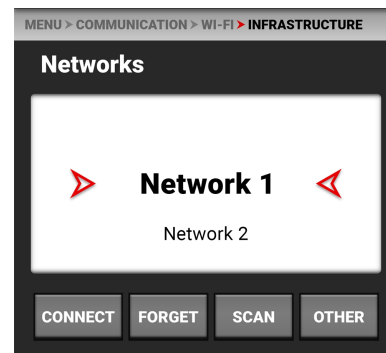 MENU > COMMUNICATION > WI-FI > INFRASTRUCTURE
Networks
Network 1
Network 2
CONNECT FORGET SCAN OTHER